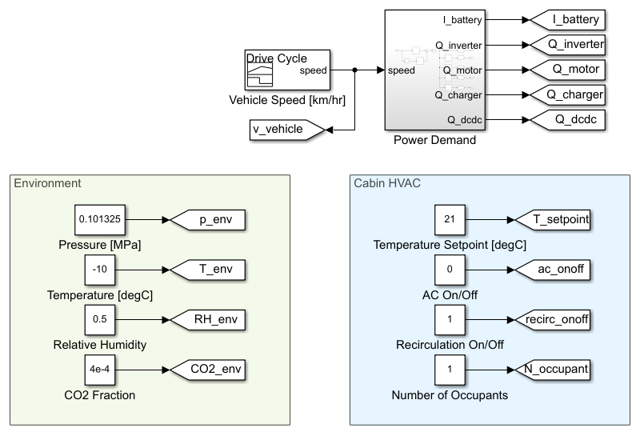 I_battery
I_battery
Q_inverter
Q_inverter
Drive Cycle
speed
speed
Q_motor
Q_motor
Q_charger
Q_charger
Vehicle Speed [km/hr]
Q_dcdc
Q_dcdc
v_vehicle
Power Demand
Environment
0.101325
p_env
Pressure [MPa]
-10
T_env
Temperature [degC]
0.5
RH_env
Relative Humidity
4e-4
CO2_env
CO2 Fraction
Cabin HVAC
21
T_setpoint
Temperature Setpoint [degC]
0
ac_onoff
AC On/Off
1
recirc_onoff
Recirculation On/Off
1
N_occupant
Number of Occupants